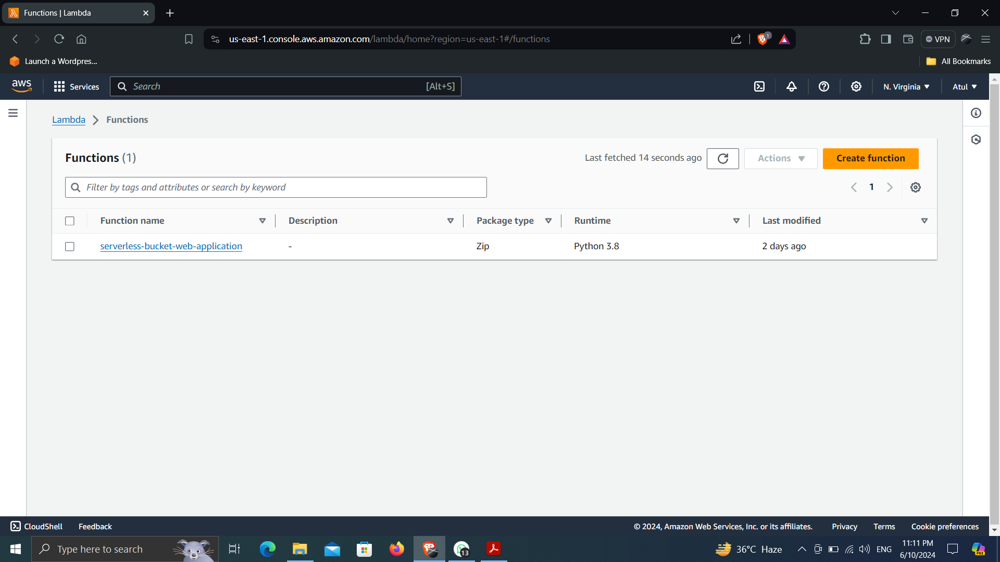 Functions | Lambda
us-east-1.console.aws.amazon.com/lambda/home?region=us-east-1#/functions
1
VPN
Launch a Wordpres...
All Bookmarks
aws
Services
Search
[Alt+S]
N. Virginia
Atul
Lambda
Functions
Functions (1)
Last fetched 14 seconds ago
Actions
Create function
Filter by tags and attributes or search by keyword
1
Function name
Description
Package type
Runtime
Last modified
serverless-bucket-web-application
-
Zip
Python 3.8
2 days ago
CloudShell
Feedback
© 2024, Amazon Web Services, Inc. or its affiliates.
Privacy
Terms
Cookie preferences
Type here to search
13
36°C Haze
ENG
11:11 PM
6/10/2024
PRE